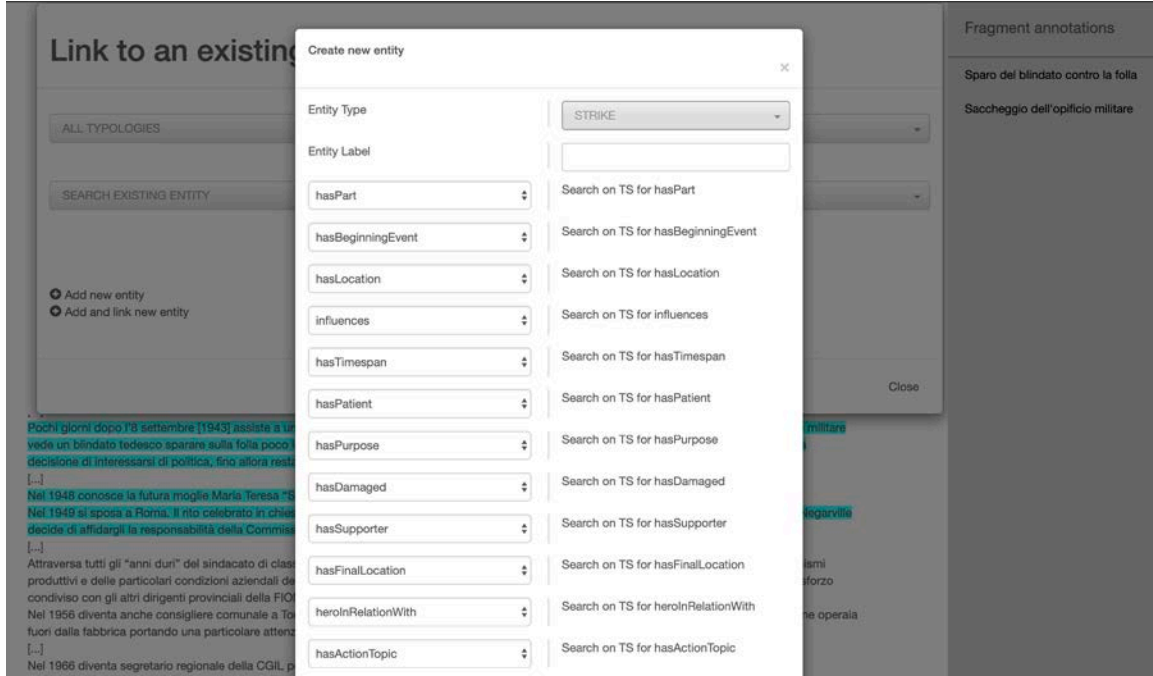 Fragment annotations
Sparo del blindato contro la folla
Saccheggio dell'opificio militare
Link to an existing
ALL TYPOLOGIES
SEARCH EXISTING ENTITY
Add new entity
Add and link new entity
Close
Create new entity
×
Entity Type STRIKE
Entity Label
hasPart Search on TS for hasPart
hasBeginningEvent Search on TS for hasBeginningEvent
hasLocation Search on TS for hasLocation
influences Search on TS for influences
hasTimespan Search on TS for hasTimespan
hasPatient Search on TS for hasPatient
hasPurpose Search on TS for hasPurpose
hasDamaged Search on TS for hasDamaged
hasSupporter Search on TS for hasSupporter
hasFinalLocation Search on TS for hasFinalLocation
heroInRelationWith Search on TS for heroInRelationWith
hasActionTopic Search on TS for hasActionTopic
Pochi giorni dopo l'8 settembre [1943] assiste a un militare
vede un blindato tedesco sparare sulla folla poco
decisione di interessarsi di politica, fino allora resta
[...]
Nel 1948 conosce la futura moglie Maria Teresa "S
Nel 1949 si sposa a Roma. Il rito celebrato in chies Negarville
decide di affidargli la responsabilità della Commiss
[...]
Attraversa tutti gli "anni duri" del sindacato di class ismi
produttivi e delle particolari condizioni aziendali de sforzo
condiviso con gli altri dirigenti provinciali della FIO
Nel 1956 diventa anche consigliere comunale a To ne operaia
fuori dalla fabbrica portando una particolare attenz
[...]
Nel 1966 diventa segretario regionale della CGIL p